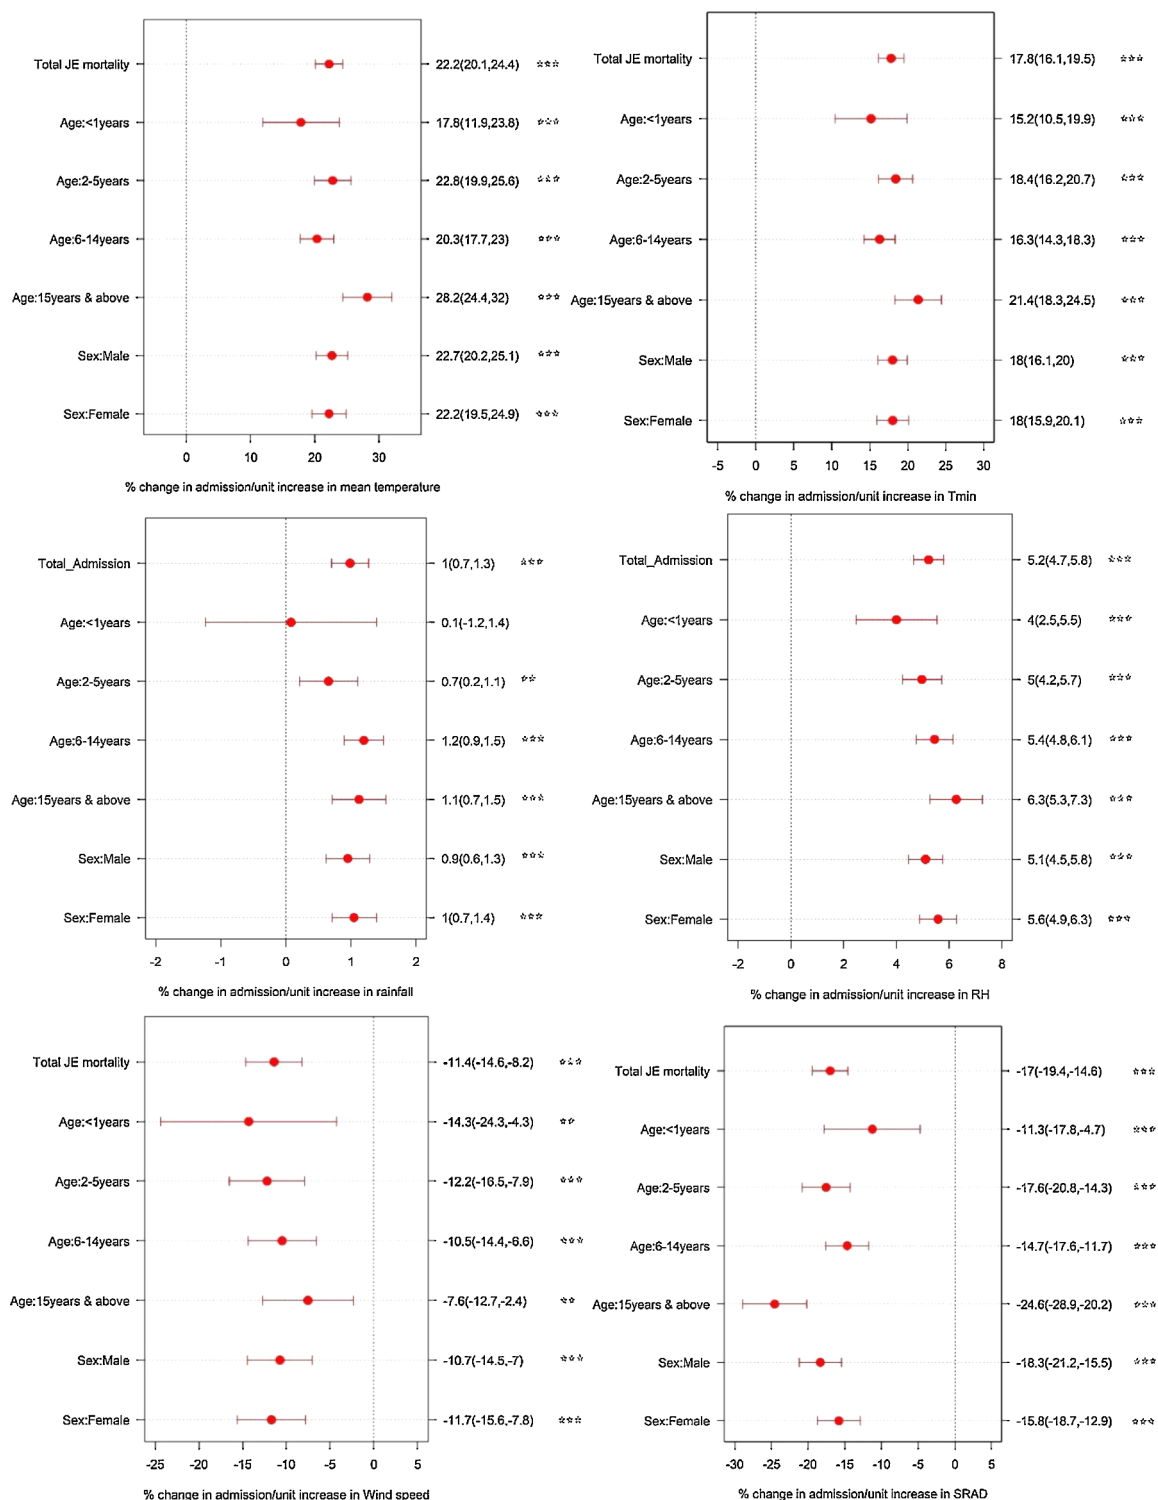 Total JE mortality 22.2(20.1,24.4) ☆☆☆
Age:<1years 17.8(11.9,23.8) ☆☆☆
Age:2-5years 22.8(19.9,25.6) ☆☆☆
Age:6-14years 20.3(17.7,23) ☆☆☆
Age:15years & above 28.2(24.4,32) ☆☆☆
Sex:Male 22.7(20.2,25.1) ☆☆☆
Sex:Female 22.2(19.5,24.9) ☆☆☆
0 10 20 30
% change in admission/unit increase in mean temperature
Total JE mortality 17.8(16.1,19.5) ☆☆☆
Age:<1years 15.2(10.5,19.9) ☆☆☆
Age:2-5years 18.4(16.2,20.7) ☆☆☆
Age:6-14years 16.3(14.3,18.3) ☆☆☆
Age:15years & above 21.4(18.3,24.5) ☆☆☆
Sex:Male 18(16.1,20) ☆☆☆
Sex:Female 18(15.9,20.1) ☆☆☆
-5 0 5 10 15 20 25 30
% change in admission/unit increase in Tmin
Total_Admission 1(0.7,1.3) ☆☆☆
Age:<1years 0.1(-1.2,1.4)
Age:2-5years 0.7(0.2,1.1) ☆☆
Age:6-14years 1.2(0.9,1.5) ☆☆☆
Age:15years & above 1.1(0.7,1.5) ☆☆☆
Sex:Male 0.9(0.6,1.3) ☆☆☆
Sex:Female 1(0.7,1.4) ☆☆☆
-2 -1 0 1 2
% change in admission/unit increase in rainfall
Total_Admission 5.2(4.7,5.8) ☆☆☆
Age:<1years 4(2.5,5.5) ☆☆☆
Age:2-5years 5(4.2,5.7) ☆☆☆
Age:6-14years 5.4(4.8,6.1) ☆☆☆
Age:15years & above 6.3(5.3,7.3) ☆☆☆
Sex:Male 5.1(4.5,5.8) ☆☆☆
Sex:Female 5.6(4.9,6.3) ☆☆☆
-2 0 2 4 6 8
% change in admission/unit increase in RH
Total JE mortality -11.4(-14.6,-8.2) ☆☆☆
Age:<1years -14.3(-24.3,-4.3) ☆☆
Age:2-5years -12.2(-16.5,-7.9) ☆☆☆
Age:6-14years -10.5(-14.4,-6.6) ☆☆☆
Age:15years & above -7.6(-12.7,-2.4) ☆☆
Sex:Male -10.7(-14.5,-7) ☆☆☆
Sex:Female -11.7(-15.6,-7.8) ☆☆☆
-25 -20 -15 -10 -5 0 5
% change in admission/unit increase in Wind speed
Total JE mortality -17(-19.4,-14.6) ☆☆☆
Age:<1years -11.3(-17.8,-4.7) ☆☆☆
Age:2-5years -17.6(-20.8,-14.3) ☆☆☆
Age:6-14years -14.7(-17.6,-11.7) ☆☆☆
Age:15years & above -24.6(-28.9,-20.2) ☆☆☆
Sex:Male -18.3(-21.2,-15.5) ☆☆☆
Sex:Female -15.8(-18.7,-12.9) ☆☆☆
-30 -25 -20 -15 -10 -5 0 5
% change in admission/unit increase in SRAD